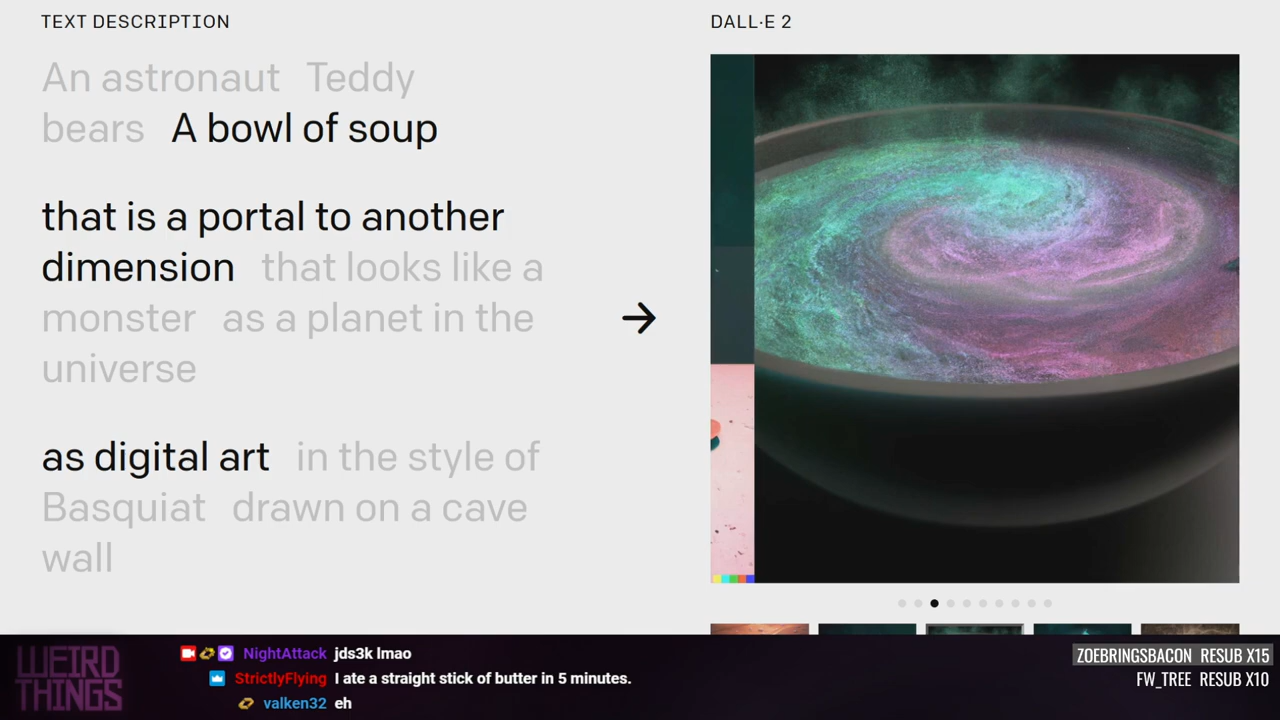 TEXT DESCRIPTION
An astronaut Teddy
bears A bowl of soup
that is a portal to another
dimension that looks like a
monster as a planet in the
universe
as digital art in the style of
Basquiat drawn on a cave
wall
DALL·E 2
WEIRD
THINGS
NightAttack jds3k lmao
StrictlyFlying I ate a straight stick of butter in 5 minutes.
valken32 eh
ZOEBRINGSBACON RESUB X15
FW_TREE RESUB X10